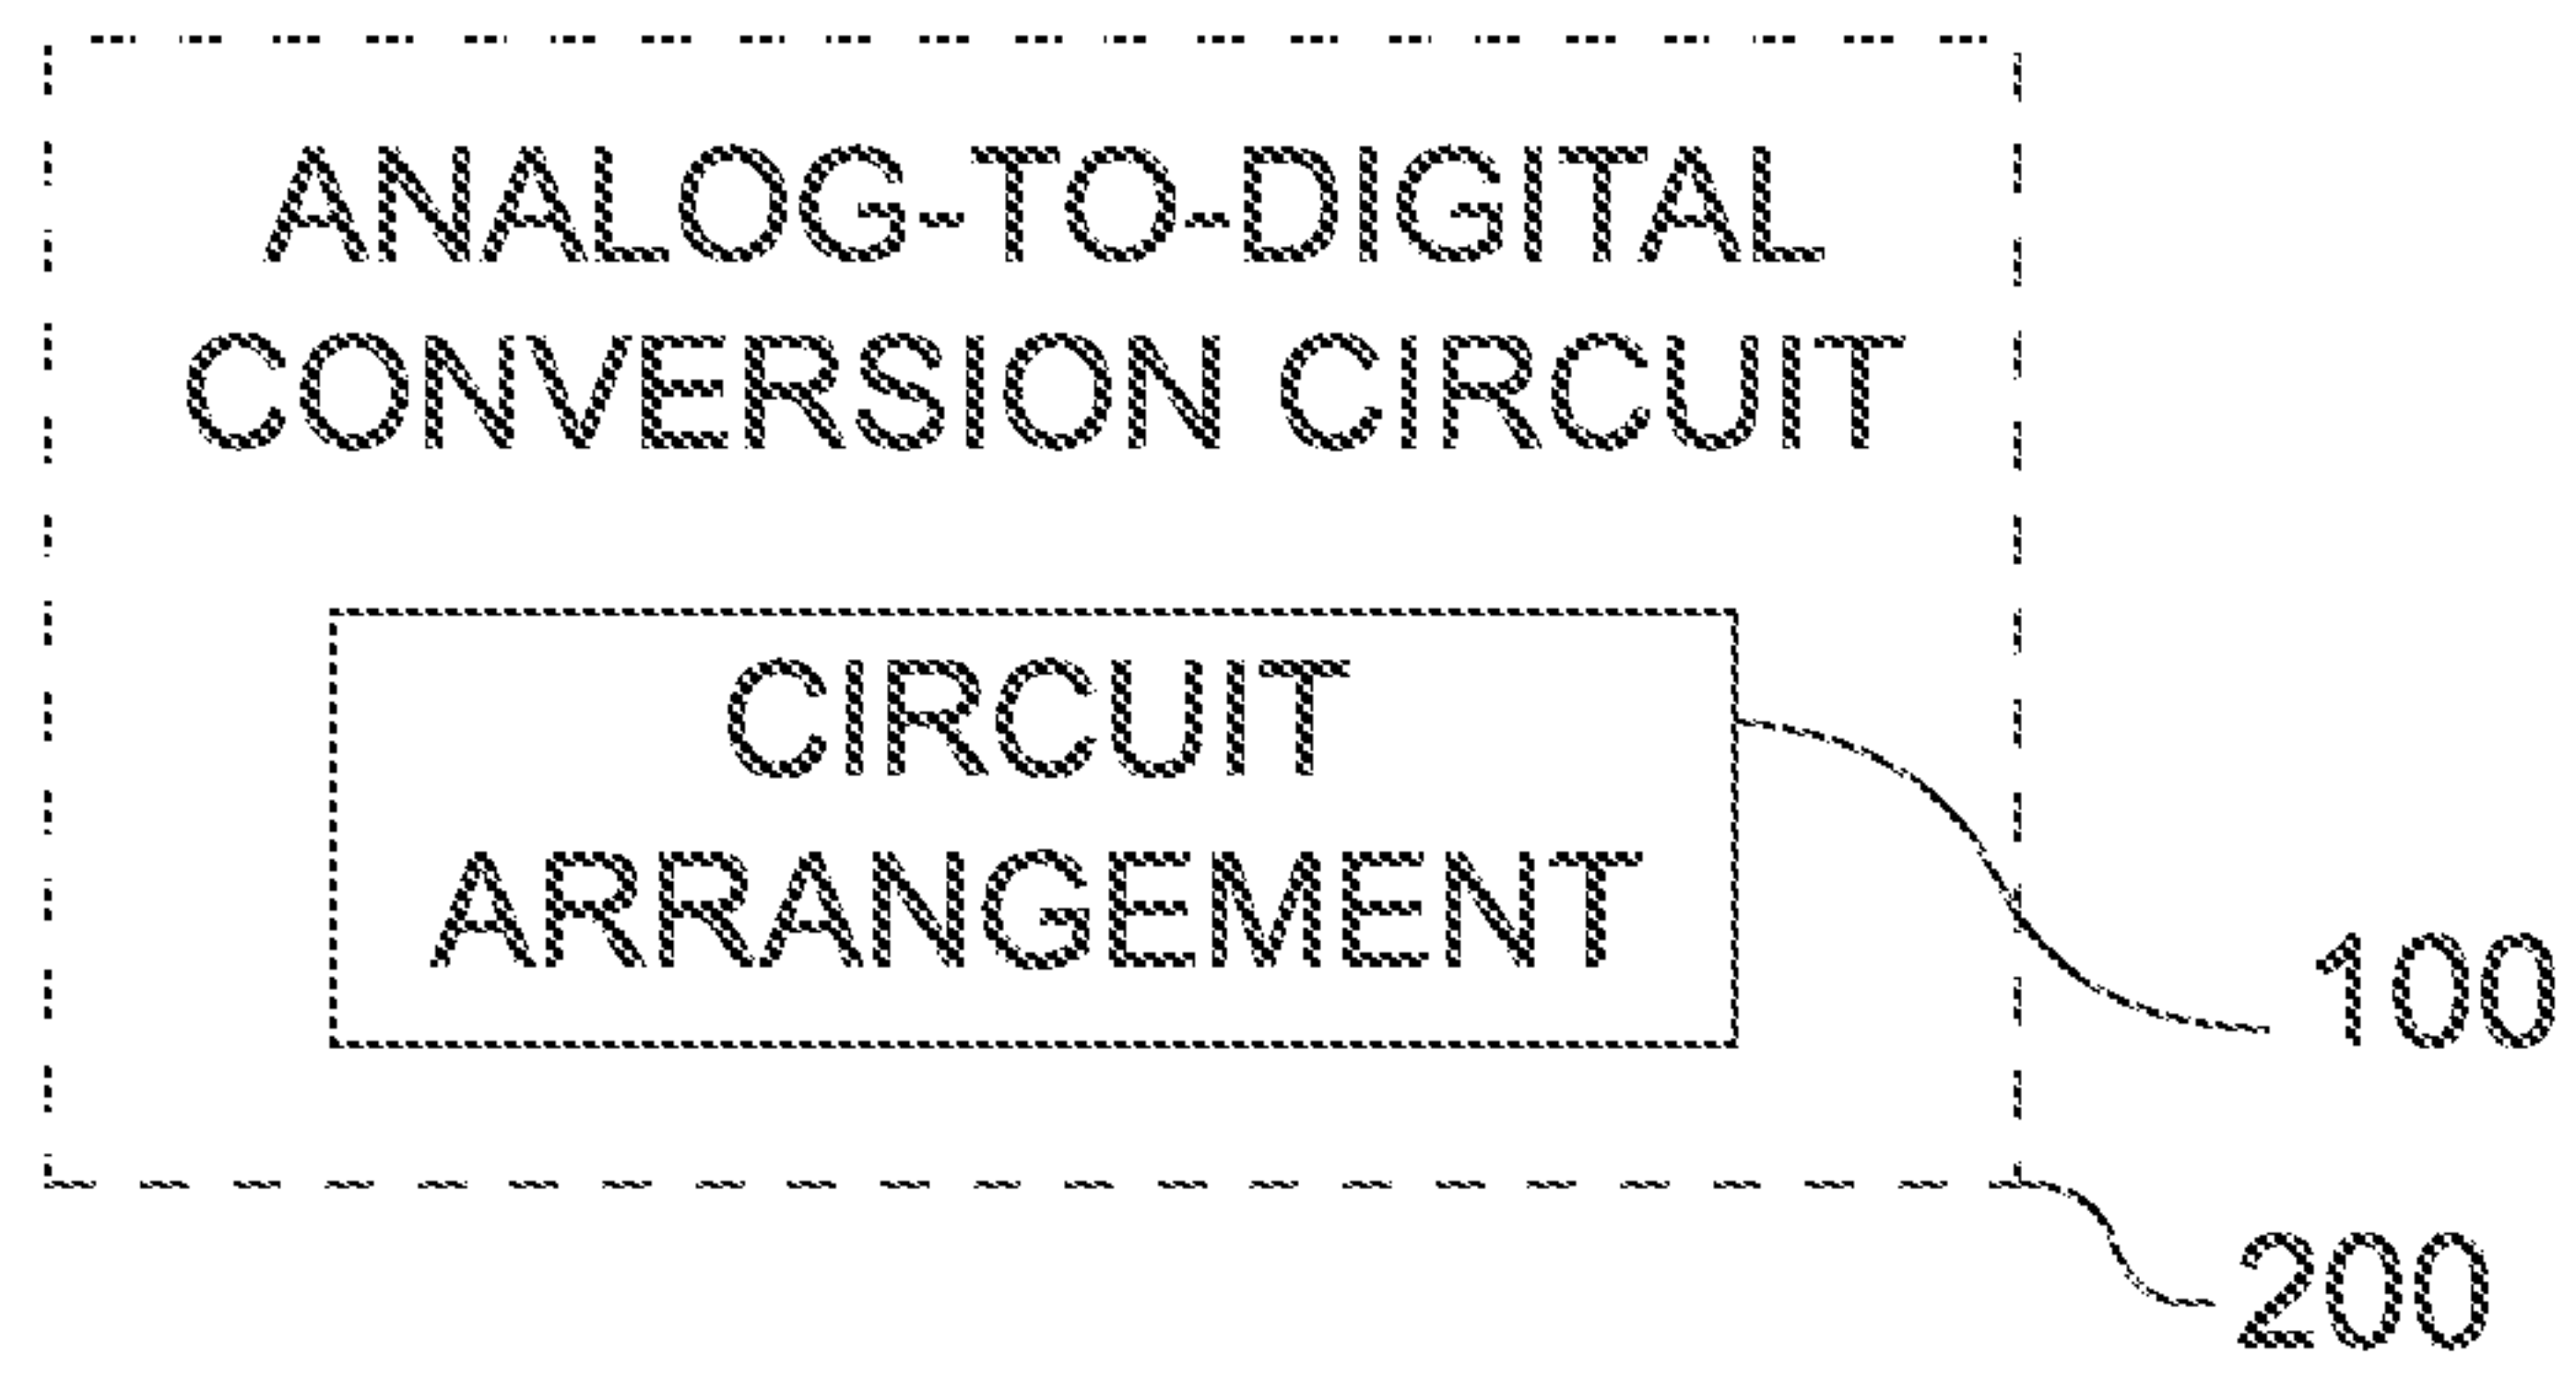 ANALOG-TO-DIGITAL
CONVERSION CIRCUIT
CIRCUIT
ARRANGEMENT
100
200